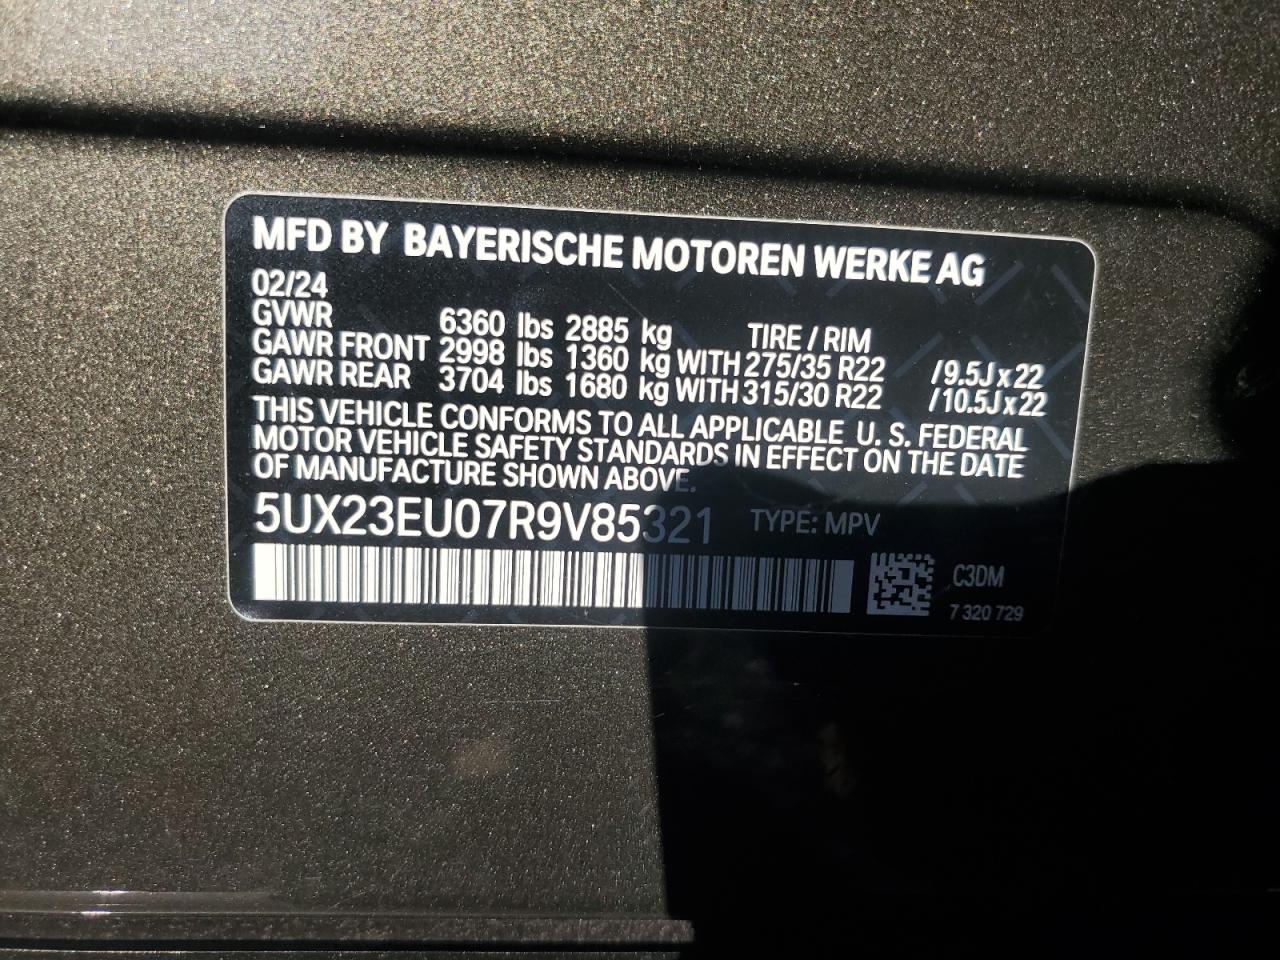 MFD BY BAYERISCHE MOTOREN WERKE AG
02/24
GVWR 6360 lbs 2885 kg TIRE / RIM
GAWR FRONT 2998 lbs 1360 kg WITH 275/35 R22 /9.5J x 22
GAWR REAR 3704 lbs 1680 kg WITH 315/30 R22 /10.5J x 22
THIS VEHICLE CONFORMS TO ALL APPLICABLE U. S. FEDERAL
MOTOR VEHICLE SAFETY STANDARDS IN EFFECT ON THE DATE
OF MANUFACTURE SHOWN ABOVE.
5UX23EU07R9V85321 TYPE: MPV
C3DM
7 320 729